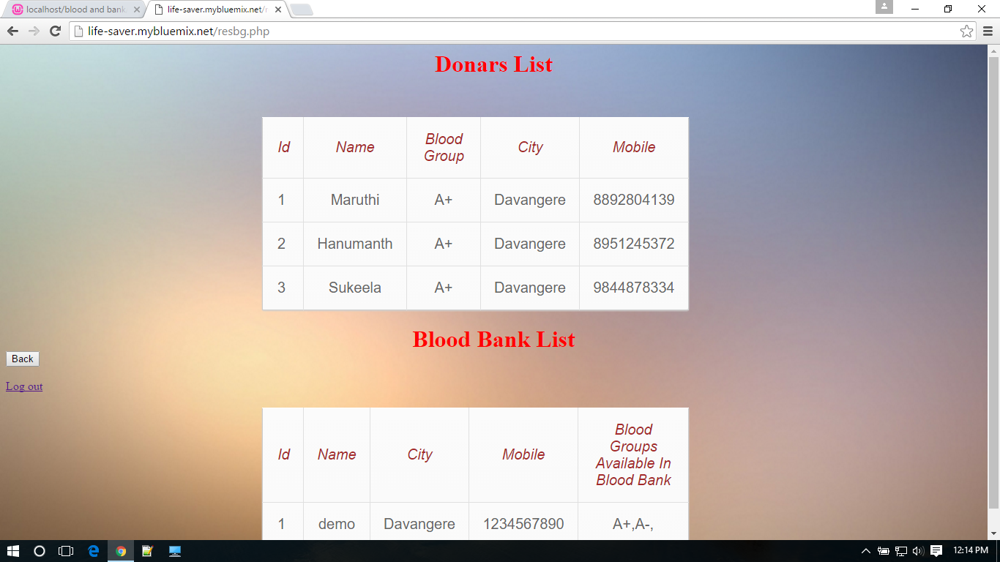 localhost/blood and bank
life-saver.mybluemix.net/r
life-saver.mybluemix.net/resbg.php
Donars List
Id Name Blood Group City Mobile
1 Maruthi A+ Davangere 8892804139
2 Hanumanth A+ Davangere 8951245372
3 Sukeela A+ Davangere 9844878334
Blood Bank List
Back
Log out
Id Name City Mobile Blood Groups Available In Blood Bank
1 demo Davangere 1234567890 A+,A-,
12:14 PM